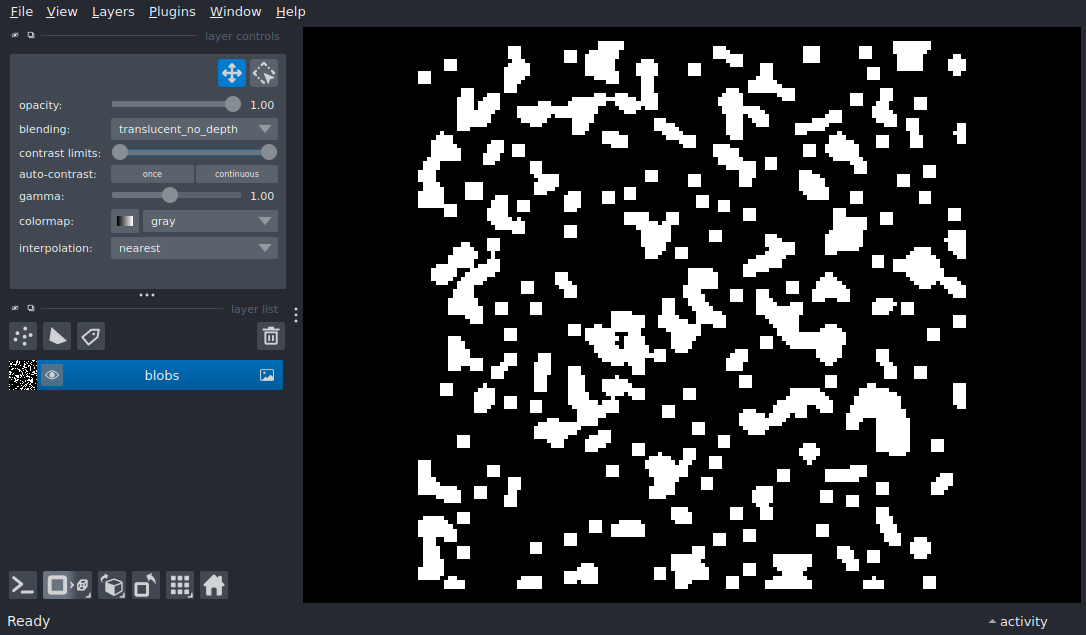 File View Layers Plugins Window Help
layer controls
opacity: 1.00
blending: translucent_no_depth
contrast limits:
auto-contrast: once continuous
gamma: 1.00
colormap: gray
interpolation: nearest
layer list
blobs
Ready
activity